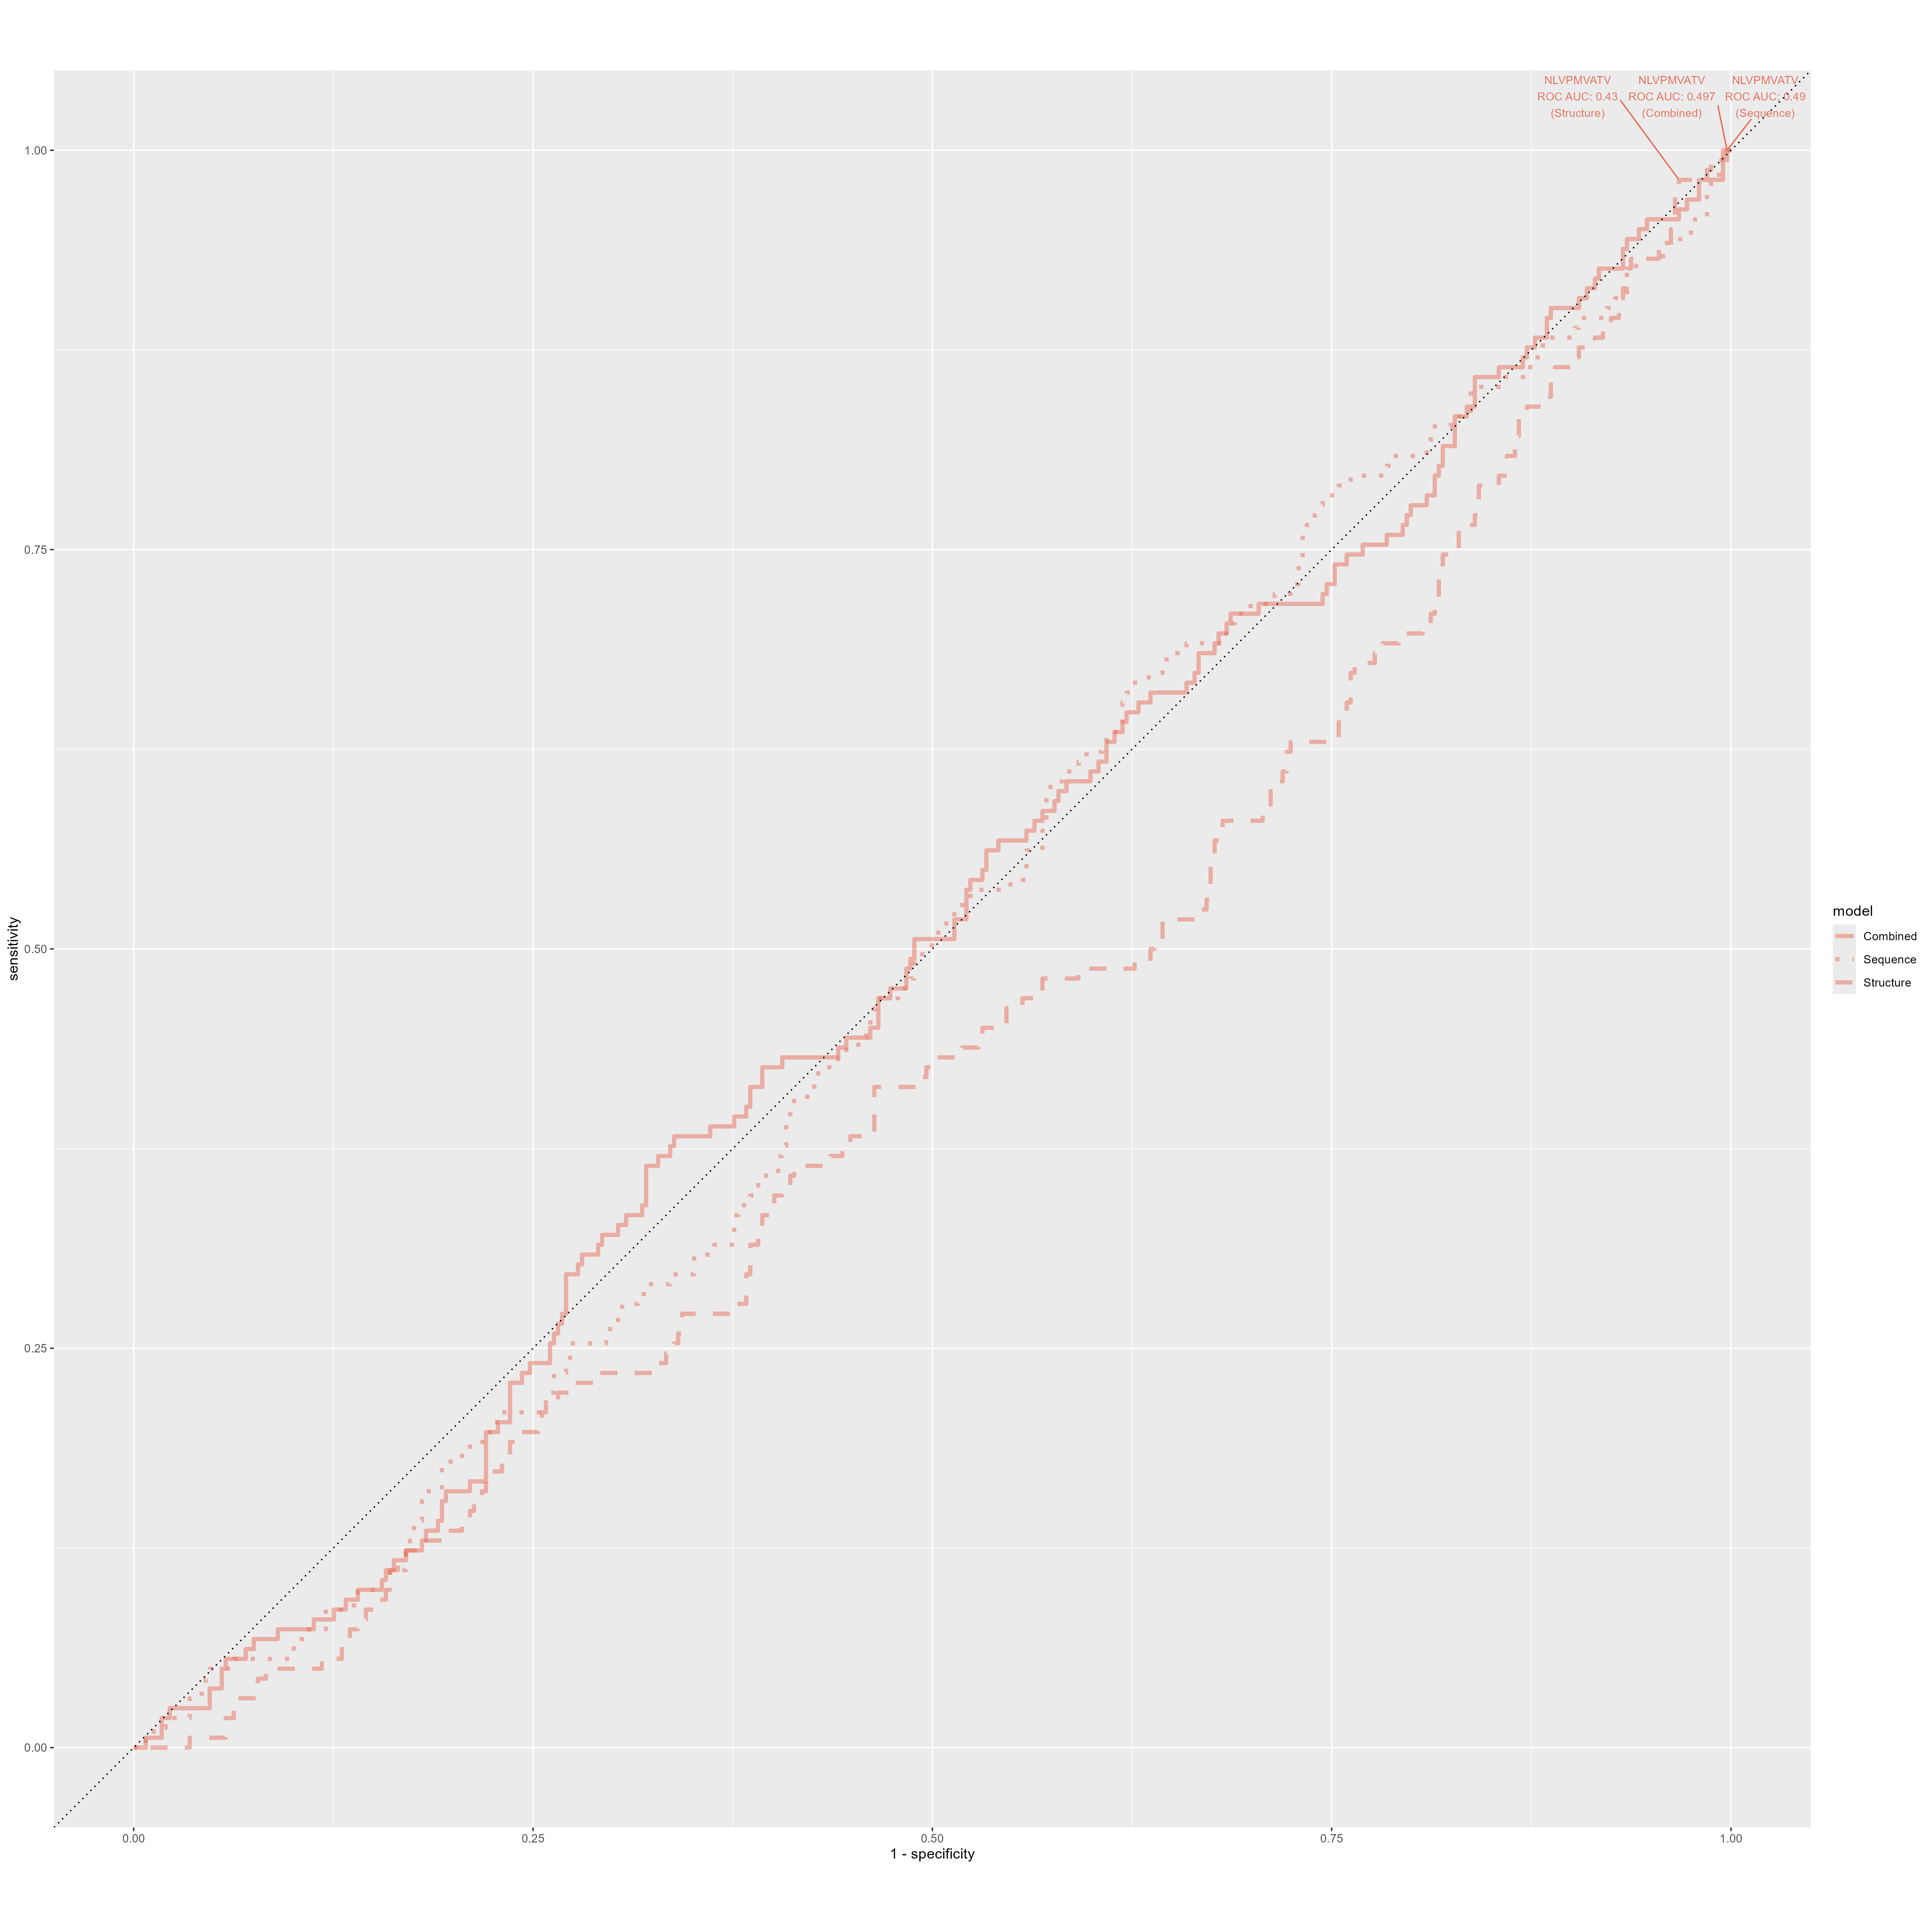 NLVPMVATV
ROC AUC: 0.43
(Structure)
NLVPMVATV
ROC AUC: 0.497
(Combined)
NLVPMVATV
ROC AUC: 0.49
(Sequence)
1.00
0.75
0.50
0.25
0.00
sensitivity
0.00
0.25
0.50
0.75
1.00
1 - specificity
model
Combined
Sequence
Structure